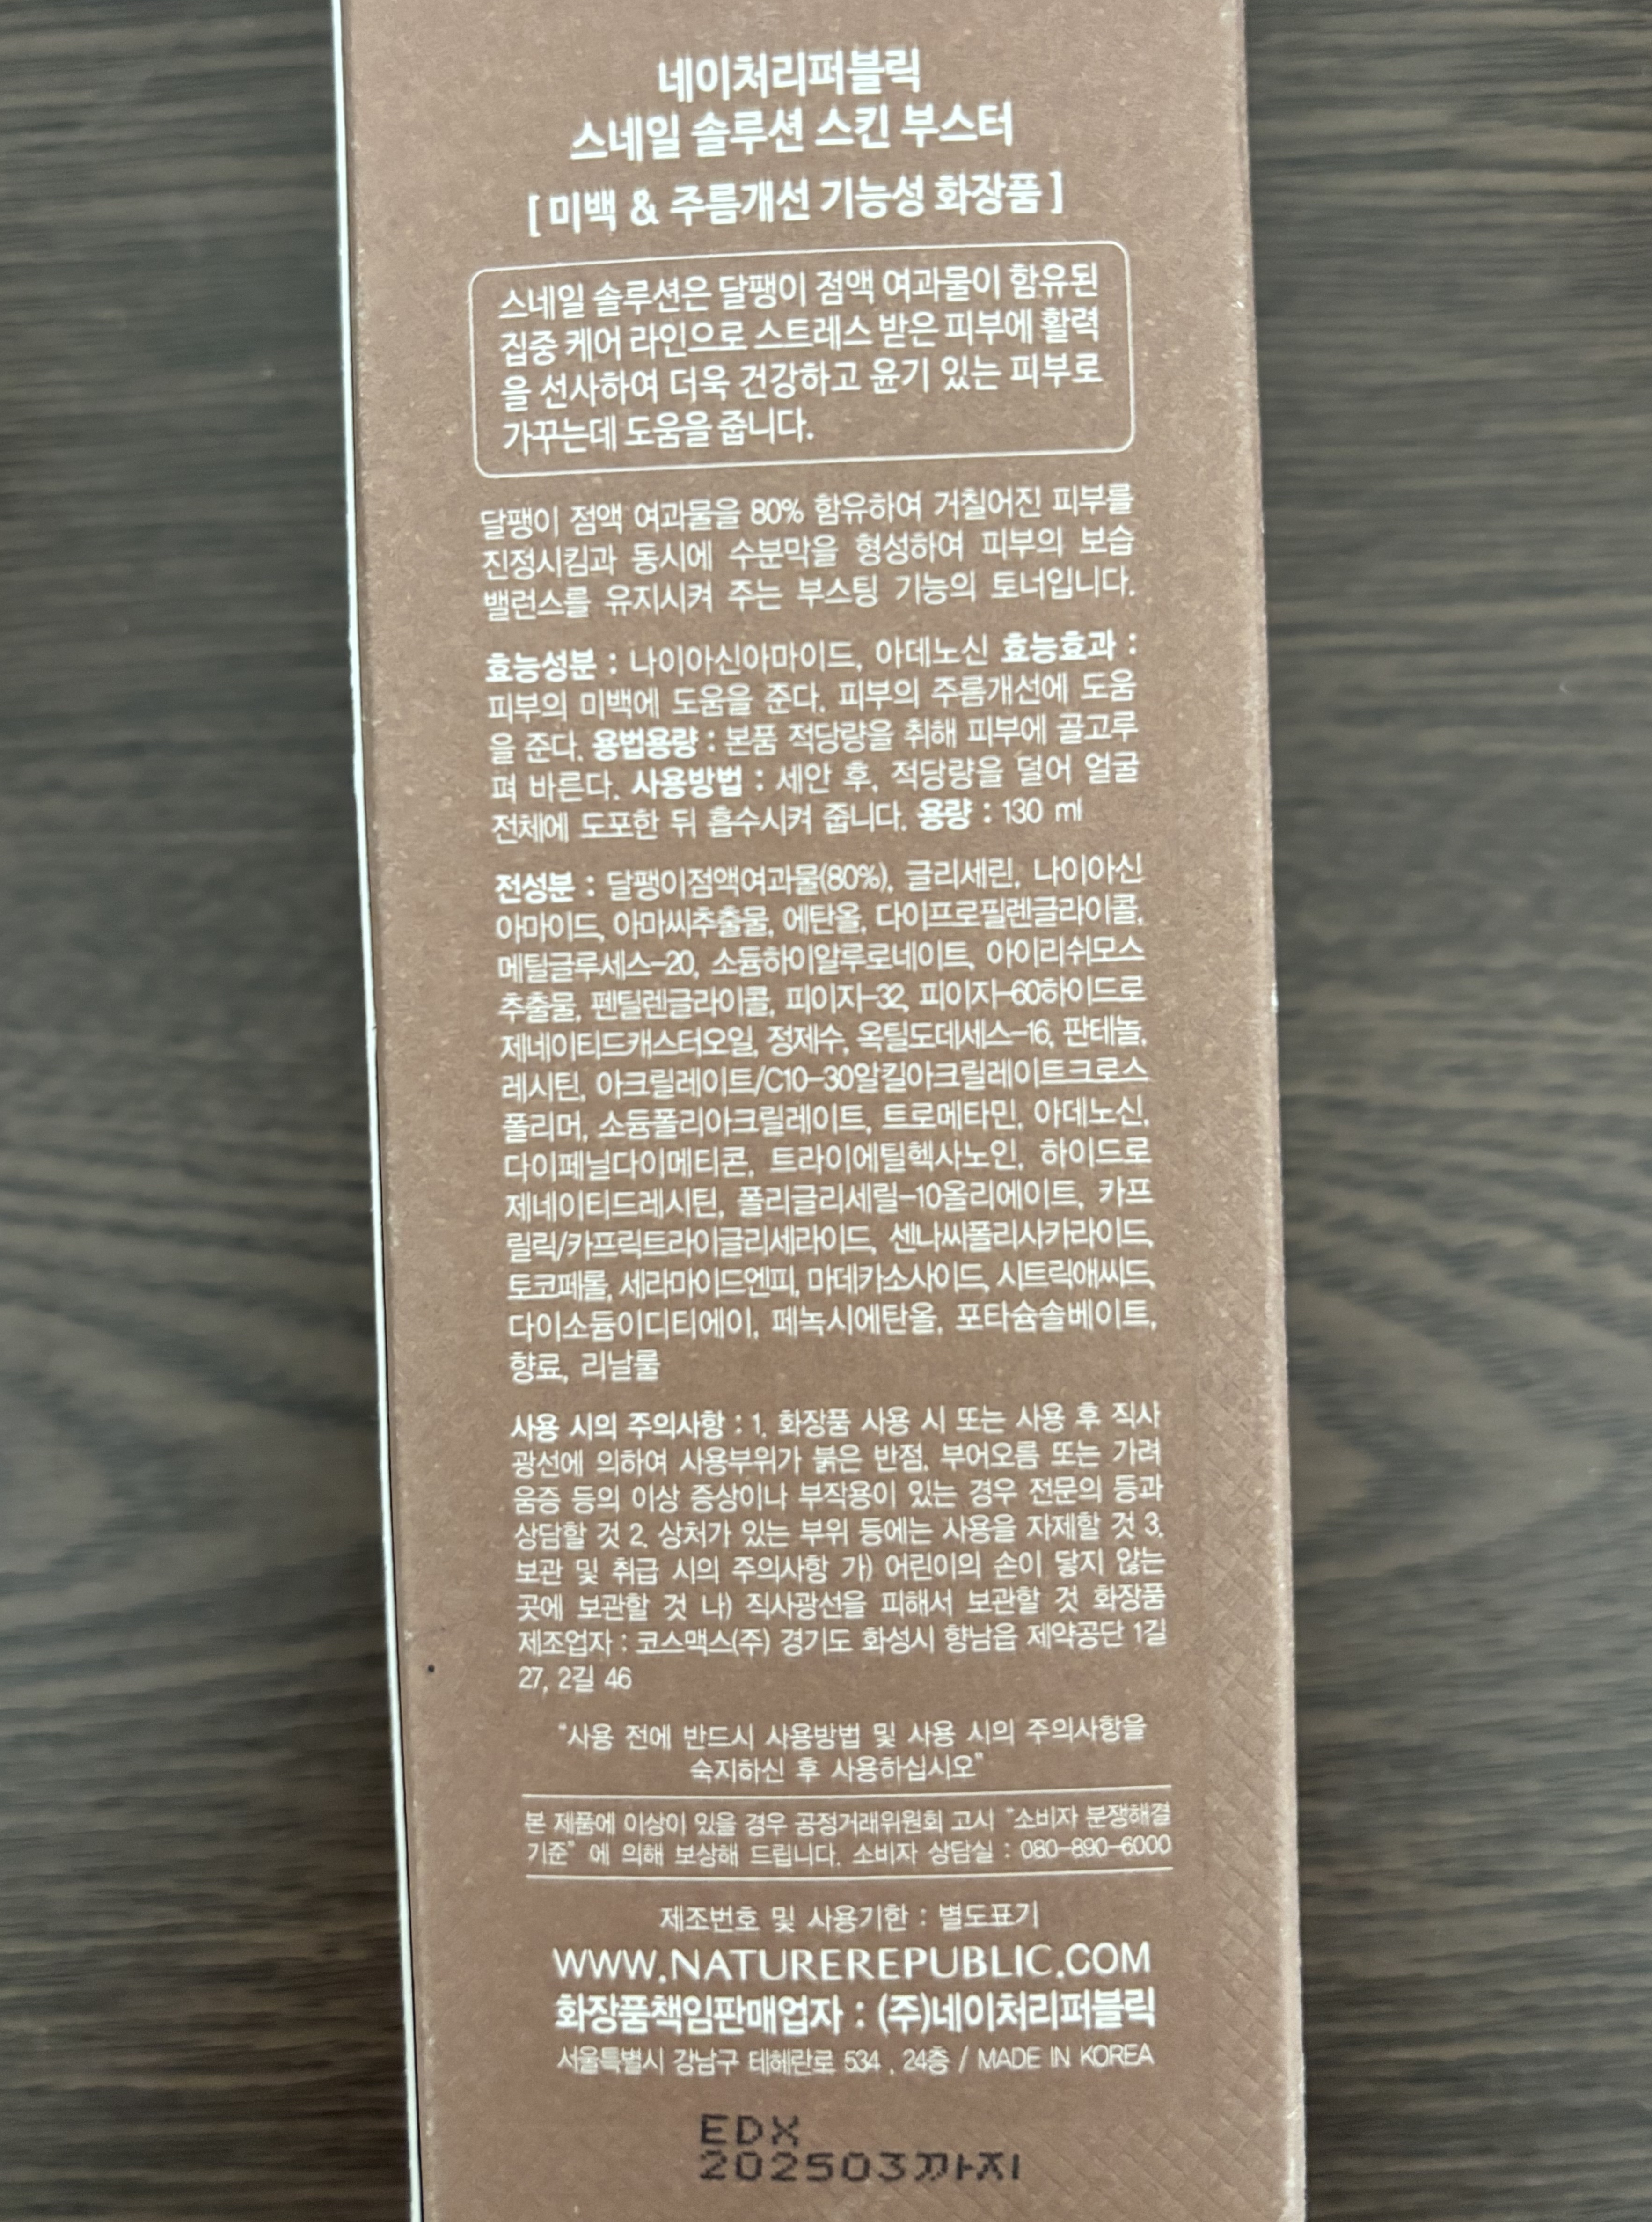 네이처리퍼블릭
스네일 솔루션 스킨 부스터
[ 미백 & 주름개선 기능성 화장품 ]
스네일 솔루션은 달팽이 점액 여과물이 함유된
집중 케어 라인으로 스트레스 받은 피부에 활력
을 선사하여 더욱 건강하고 윤기 있는 피부로
가꾸는데 도움을 줍니다.
달팽이 점액 여과물을 80% 함유하여 거칠어진 피부를
진정시킴과 동시에 수분막을 형성하여 피부의 보습
밸런스를 유지시켜 주는 부스팅 기능의 토너입니다.
효능성분 : 나이아신아마이드, 아데노신 효능효과 :
피부의 미백에 도움을 준다. 피부의 주름개선에 도움
을 준다. 용법용량 : 본품 적당량을 취해 피부에 골고루
펴 바른다. 사용방법 : 세안 후, 적당량을 덜어 얼굴
전체에 도포한 뒤 흡수시켜 줍니다. 용량 : 130 ml
전성분 : 달팽이점액여과물(80%), 글리세린, 나이아신
아마이드, 아마씨추출물, 에탄올, 다이프로필렌글라이콜,
메틸글루세스-20, 소듐하이알루로네이트, 아이리쉬모스
추출물, 펜틸렌글라이콜, 피이지-32, 피이지-60하이드로
제네이티드캐스터오일, 정제수, 옥틸도데세스-16, 판테놀,
레시틴, 아크릴레이트/C10-30알킬아크릴레이트크로스
폴리머, 소듐폴리아크릴레이트, 트로메타민, 아데노신,
다이페닐다이메티콘, 트라이에틸헥사노인, 하이드로
제네이티드레시틴, 폴리글리세릴-10올리에이트, 카프
릴릭/카프릭트라이글리세라이드, 센나씨폴리사카라이드,
토코페롤, 세라마이드엔피, 마데카소사이드, 시트릭애씨드,
다이소듐이디티에이, 페녹시에탄올, 포타슘솔베이트,
향료, 리날룰
사용 시의 주의사항 : 1. 화장품 사용 시 또는 사용 후 직사
광선에 의하여 사용부위가 붉은 반점, 부어오름 또는 가려
움증 등의 이상 증상이나 부작용이 있는 경우 전문의 등과
상담할 것 2. 상처가 있는 부위 등에는 사용을 자제할 것 3.
보관 및 취급 시의 주의사항 가) 어린이의 손이 닿지 않는
곳에 보관할 것 나) 직사광선을 피해서 보관할 것 화장품
제조업자 : 코스맥스(주) 경기도 화성시 향남읍 제약공단 1길
27, 2길 46
"사용 전에 반드시 사용방법 및 사용 시의 주의사항을
숙지하신 후 사용하십시오"
본 제품에 이상이 있을 경우 공정거래위원회 고시 "소비자 분쟁해결
기준" 에 의해 보상해 드립니다. 소비자 상담실 : 080-890-6000
제조번호 및 사용기한 : 별도표기
WWW.NATUREREPUBLIC.COM
화장품책임판매업자 : (주)네이처리퍼블릭
서울특별시 강남구 테헤란로 534 , 24층 / MADE IN KOREA
EDX
202503까지